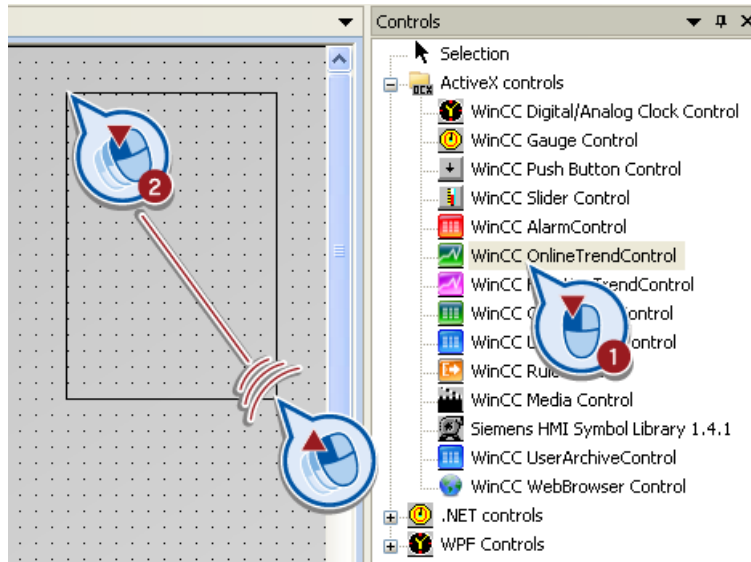 Controls
Selection
OCX
ActiveX controls
WinCC Digital/Analog Clock Control
WinCC Gauge Control
WinCC Push Button Control
WinCC Slider Control
WinCC AlarmControl
WinCC OnlineTrendControl
WinCC TrendControl
WinCC Control
WinCC
WinCC
WinCC Media Control
Siemens HMI Symbol Library 1.4.1
WinCC UserArchiveControl
WinCC WebBrowser Control
.NET controls
WPF Controls
2
1